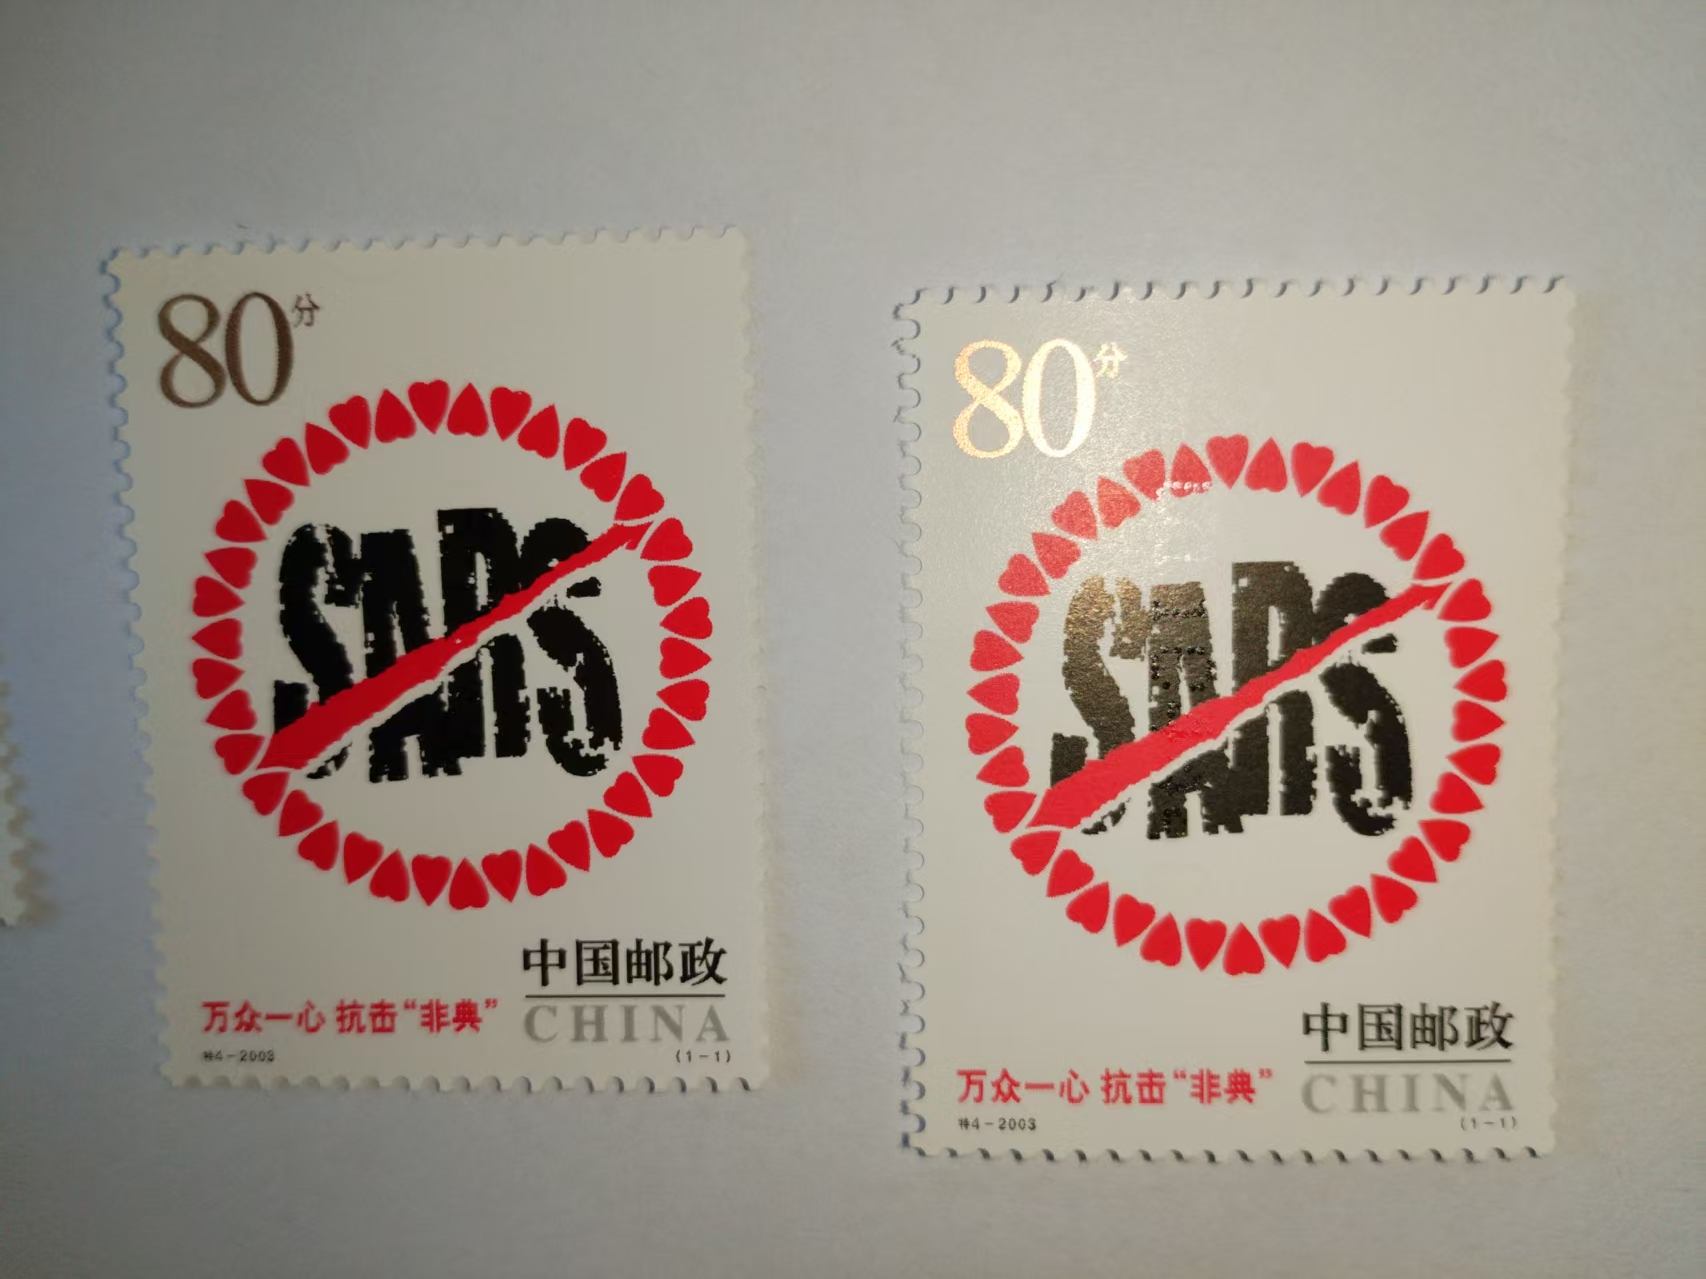 80分
SARS
中国邮政
CHINA
万众一心 抗击“非典”
特4-2003
(1-1)
80分
SARS
中国邮政
CHINA
万众一心 抗击“非典”
特4-2003
(1-1)